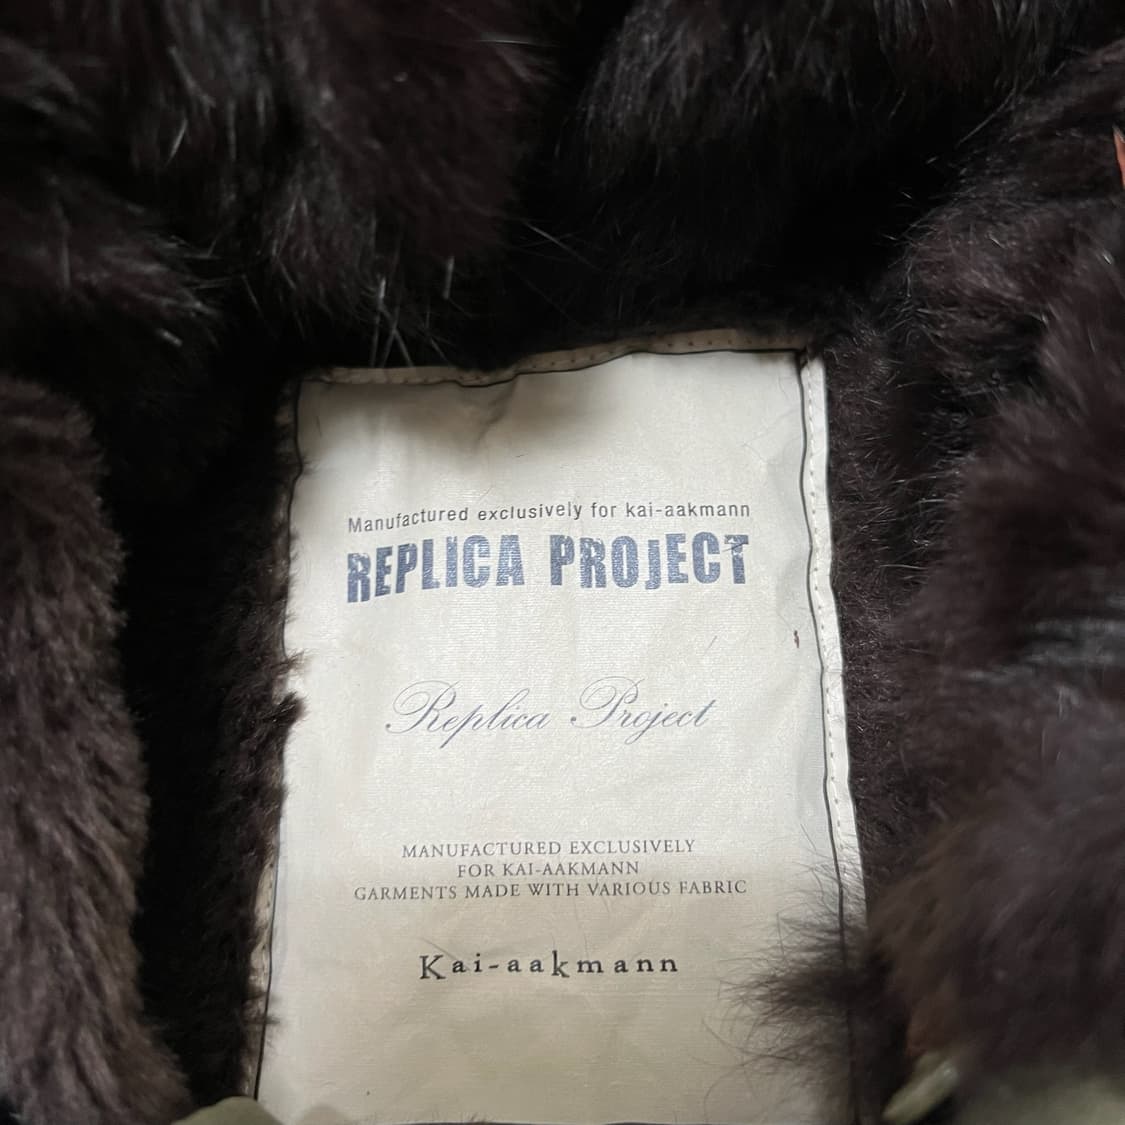 Manufactured exclusively for kai-aakmann
REPLICA PROJECT
Replica Project
MANUFACTURED EXCLUSIVELY
FOR KAI-AAKMANN
GARMENTS MADE WITH VARIOUS FABRIC
Kai-aakmann